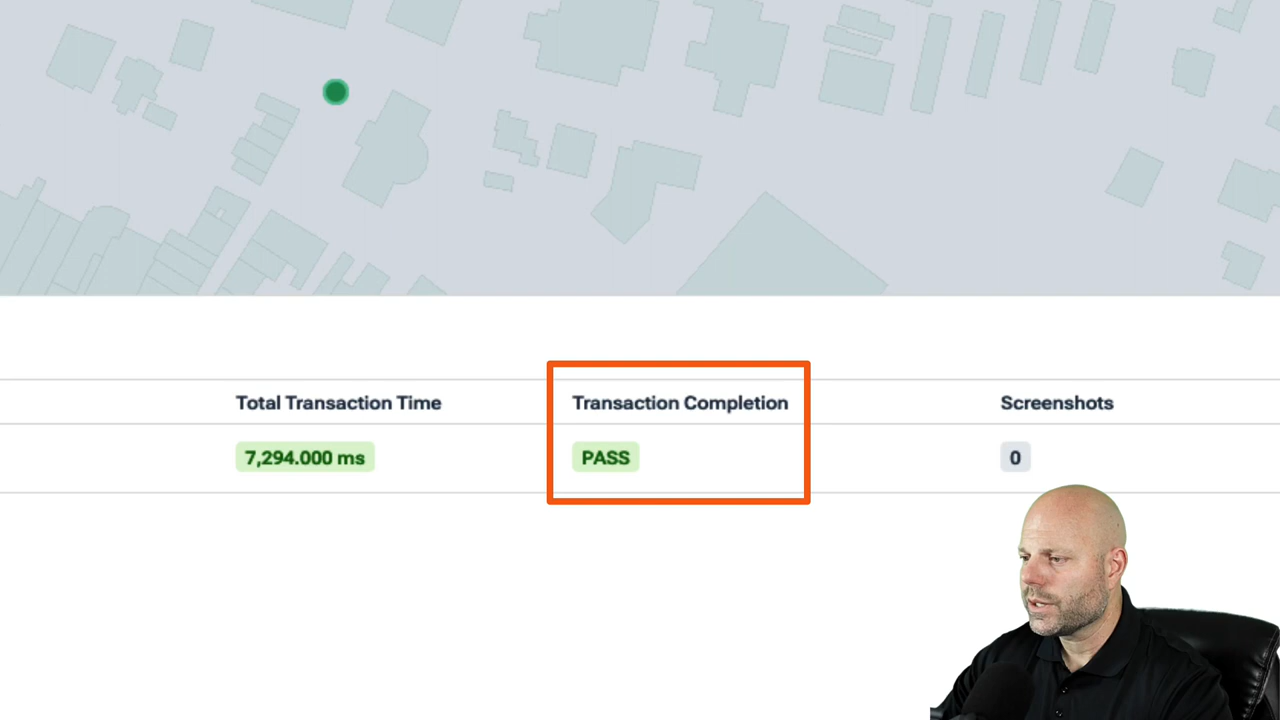 Total Transaction Time Transaction Completion Screenshots
7,294.000 ms PASS 0